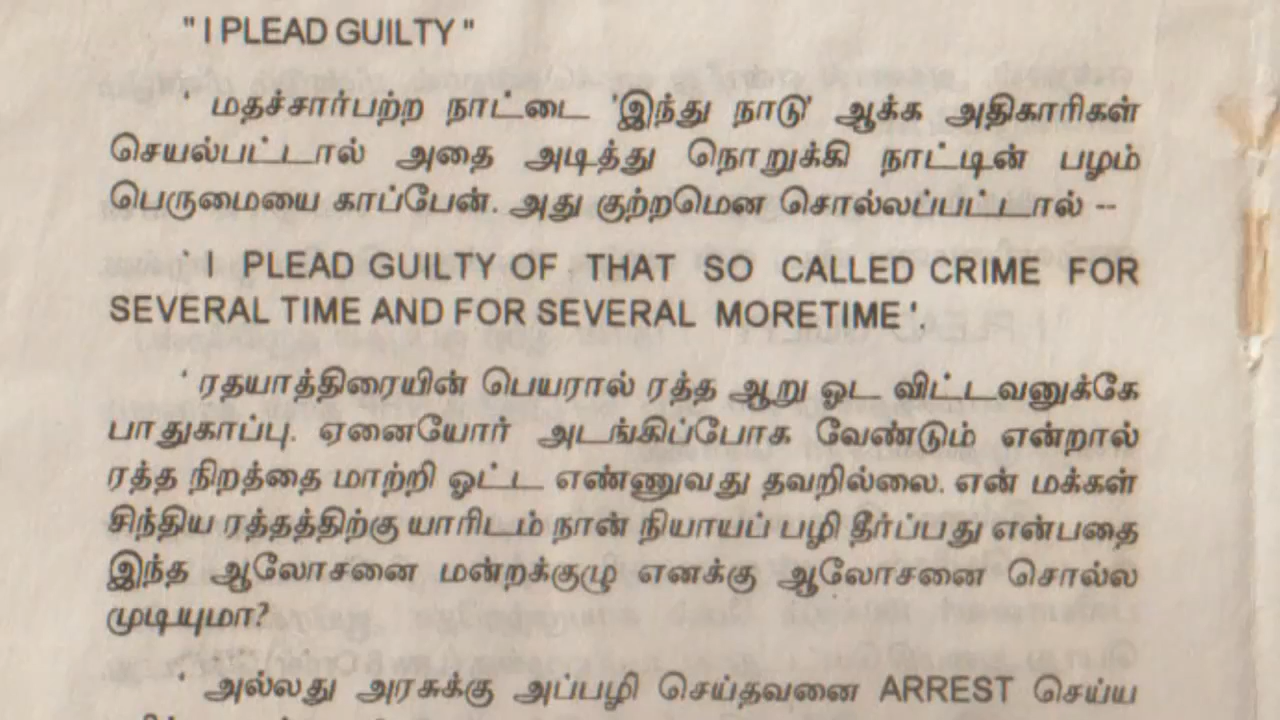 " I PLEAD GUILTY "
' மதச்சார்பற்ற நாட்டை 'இந்து நாடு' ஆக்க அதிகாரிகள்
செயல்பட்டால் அதை அடித்து நொறுக்கி நாட்டின் பழம்
பெருமையை காப்பேன். அது குற்றமென சொல்லப்பட்டால் --
' I PLEAD GUILTY OF THAT SO CALLED CRIME FOR
SEVERAL TIME AND FOR SEVERAL MORETIME '.
' ரதயாத்திரையின் பெயரால் ரத்த ஆறு ஓட விட்டவனுக்கே
பாதுகாப்பு. ஏனையோர் அடங்கிப்போக வேண்டும் என்றால்
ரத்த நிறத்தை மாற்றி ஓட்ட எண்ணுவது தவறில்லை. என் மக்கள்
சிந்திய ரத்தத்திற்கு யாரிடம் நான் நியாயப் பழி தீர்ப்பது என்பதை
இந்த ஆலோசனை மன்றக்குழு எனக்கு ஆலோசனை சொல்ல
முடியுமா?
' அல்லது அரசுக்கு அப்பழி செய்தவனை ARREST செய்ய